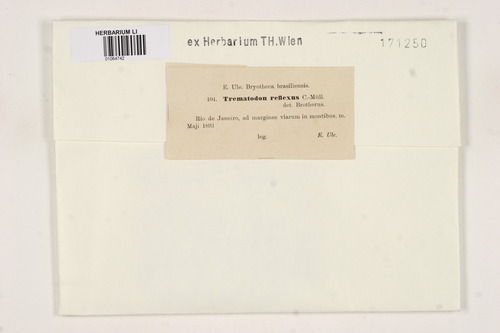 HERBARIUM LI
01064742
ex Herbarium TH.Wien
171250
E. Ule. Bryotheca brasiliensis.
101. Trematodon reflexus C.-Müll.
det. Brotherus.
Rio de Janeiro, ad margines viarum in montibus, m.
Maj. 1893
leg. E. Ule.